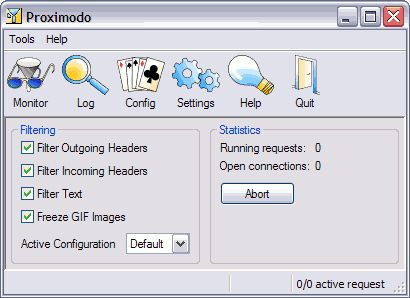 Proximodo
Tools Help
Monitor Log Config Settings Help Quit
Filtering
Filter Outgoing Headers
Filter Incoming Headers
Filter Text
Freeze GIF Images
Active Configuration Default
Statistics
Running requests: 0
Open connections: 0
Abort
0/0 active request